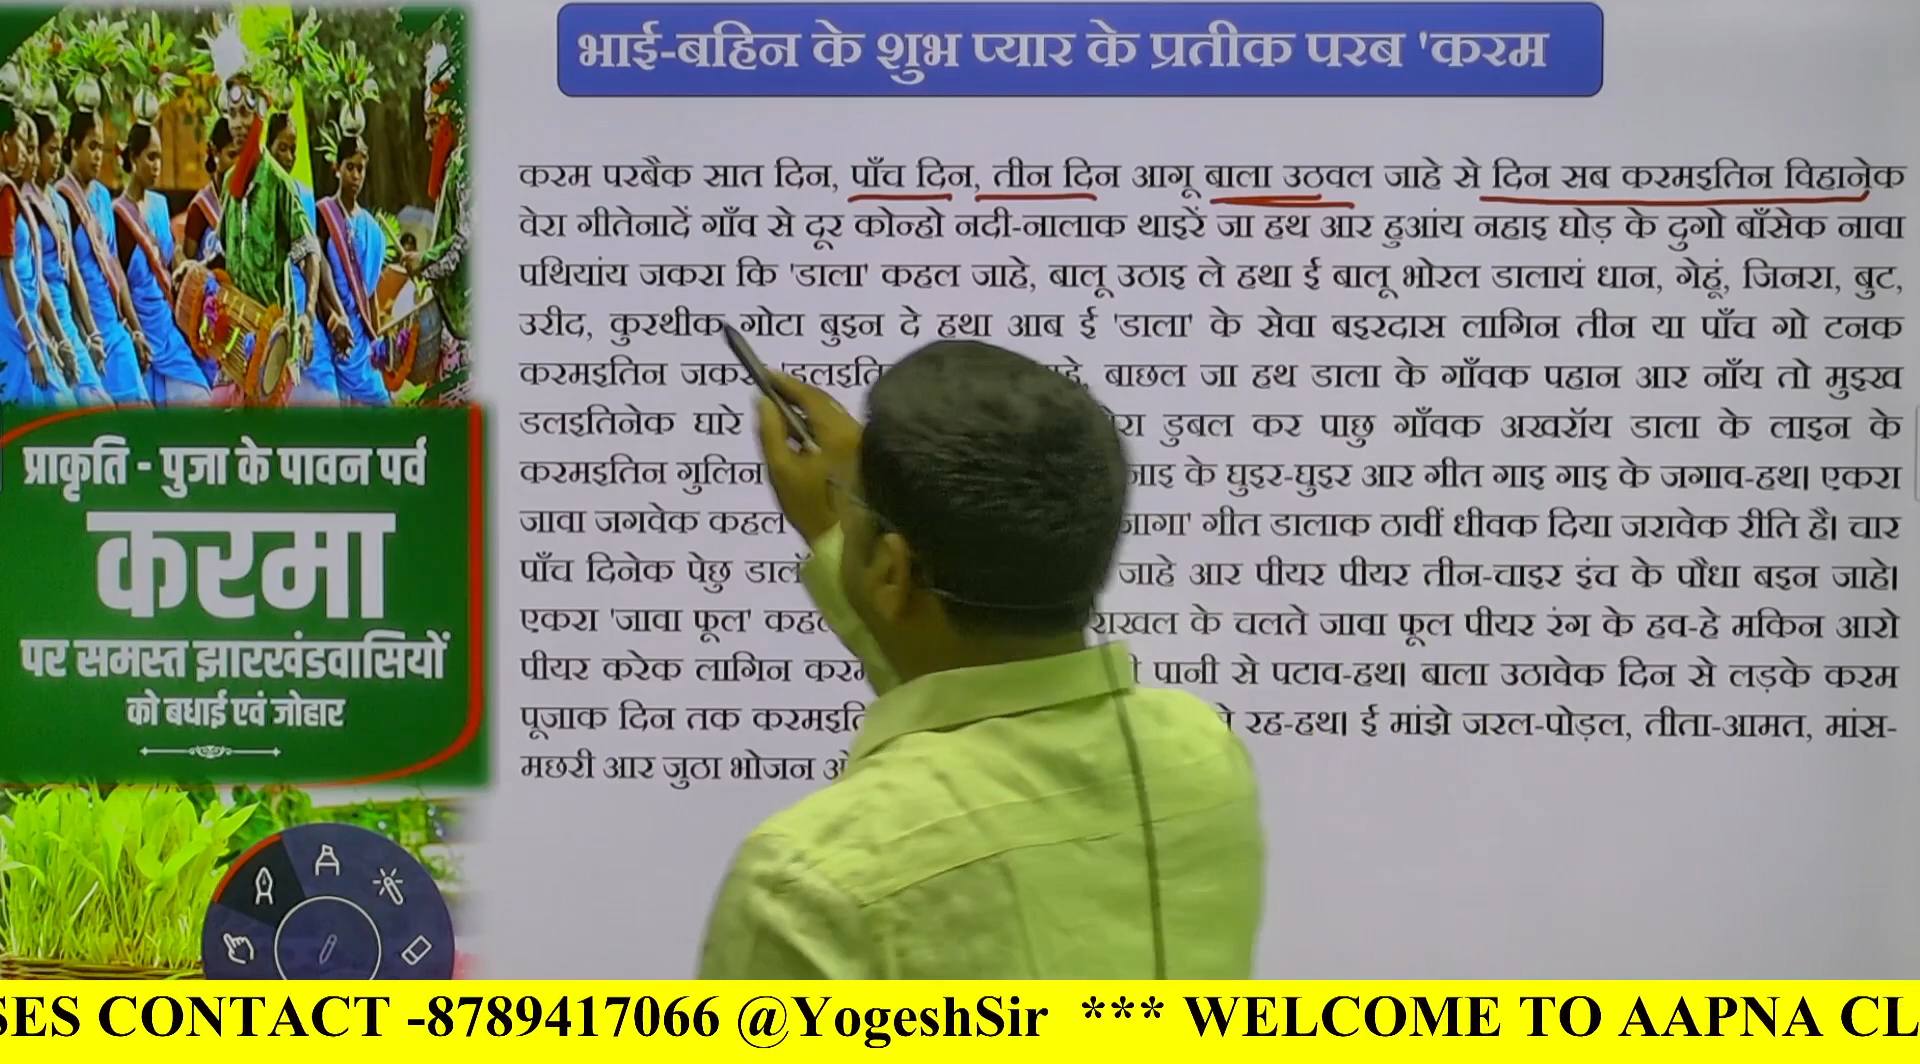 भाई-बहिन के शुभ प्यार के प्रतीक परब 'करम
करम परबैक सात दिन, पाँच दिन, तीन दिन आगू बाला उठवल जाहे से दिन सब करमइतिन विहानेक
वेरा गीतेनादें गाँव से दूर कोन्हो नदी-नालाक थाइरें जा हथ आर हुआंय नहाइ घोड़ के दुगो बाँसेक नावा
पथियांय जकरा कि 'डाला' कहल जाहे, बालू उठाइ ले हथा ई बालू भोरल डालायं धान, गेहूं, जिनरा, बुट,
उरीद, कुरथीक गोटा बुइन दे हथा आब ई 'डाला' के सेवा बइरदास लागिन तीन या पाँच गो टनक
करमइतिन बाछल जा हथ डाला के गाँवक पहान आर नाँय तो मुइख
डलइतिनेक घारे डुबल कर पाछु गाँवक अखरॉय डाला के लाइन के
करमइतिन गुलिन के घुइर-घुइर आर गीत गाइ गाइ के जगाव-हथ। एकरा
जावा जगवेक कहल गीत डालाक ठावीं धीवक दिया जरावेक रीति है। चार
पाँच दिनेक पेछु जाहे आर पीयर पीयर तीन-चाइर इंच के पौधा बइन जाहे।
एकरा 'जावा फूल' के चलते जावा फूल पीयर रंग के हव-हे मकिन आरो
पीयर करेक लागिन पानी से पटाव-हथ। बाला उठावेक दिन से लड़के करम
पूजाक दिन तक रह-हथ। ई मांझे जरल-पोड़ल, तीता-आमत, मांस-
मछरी आर जुठा भोजन
प्राकृति - पुजा के पावन पर्व
करमा
पर समस्त झारखंडवासियों
को बधाई एवं जोहार
SES CONTACT -8789417066 @YogeshSir *** WELCOME TO AAPNA CL